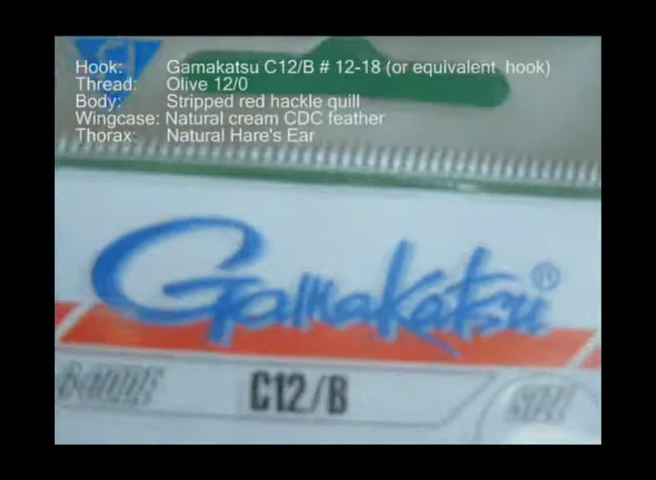 Hook: Gamakatsu C12/B # 12-18 (or equivalent hook)
Thread: Olive 12/0
Body: Stripped red hackle quill
Wingcase: Natural cream CDC feather
Thorax: Natural Hare's Ear
Gamakatsu®
C12/B